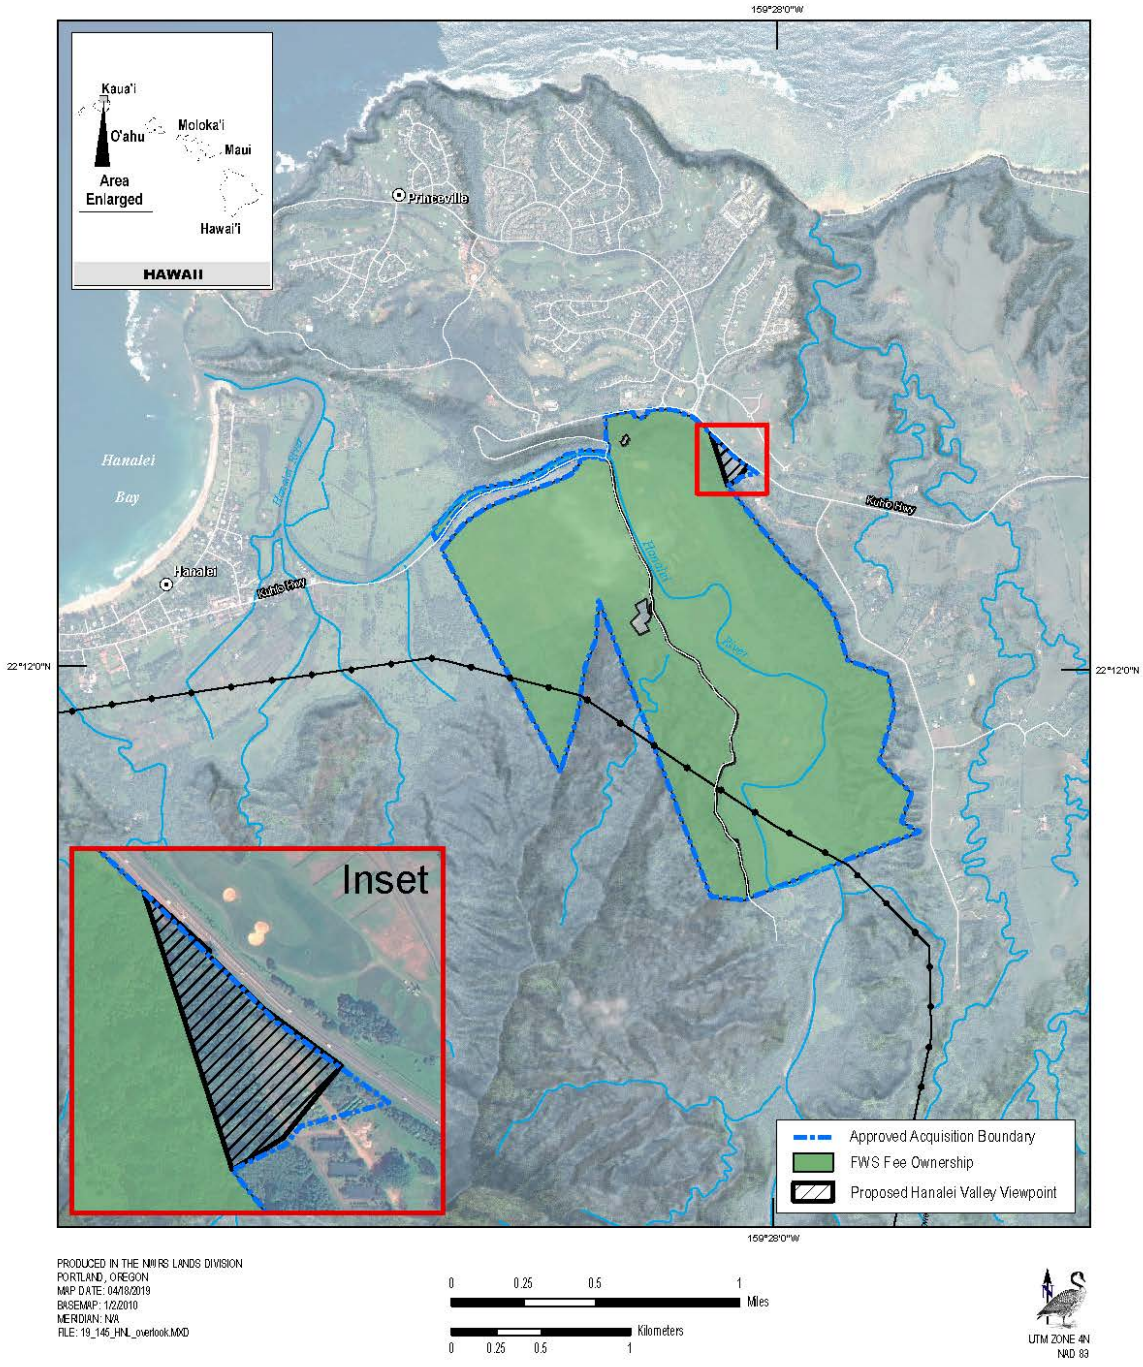 159°28'0"W
Kaua'i
O'ahu
Moloka'i
Maui
Area
Enlarged
Hawai'i
HAWAII
Princeville
Hanalei
Bay
Hanalei River
Hanalei
Kuhio Hwy
Kuhio Hwy
Hanalei
River
22°12'0"N
22°12'0"N
Inset
Approved Acquisition Boundary
FWS Fee Ownership
Proposed Hanalei Valley Viewpoint
159°28'0"W
PRODUCED IN THE NWRS LANDS DIVISION
PORTLAND, OREGON
MAP DATE: 04/18/2019
BASEMAP: 1/2/2010
MERIDIAN: N/A
FILE: 19_145_HNL_overlook.MXD
0 0.25 0.5 1
Miles
Kilometers
0 0.25 0.5 1
N
UTM ZONE 4N
NAD 83